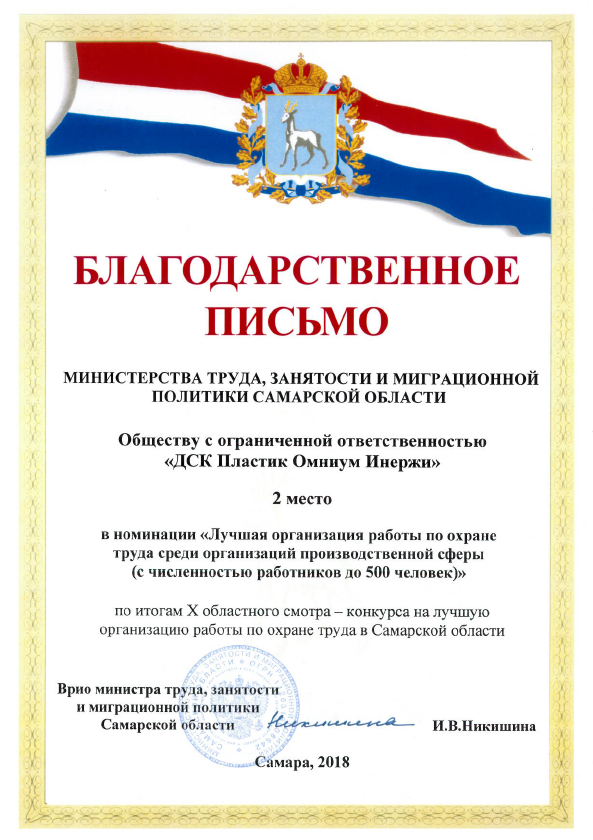 БЛАГОДАРСТВЕННОЕ
ПИСЬМО
МИНИСТЕРСТВА ТРУДА, ЗАНЯТОСТИ И МИГРАЦИОННОЙ
ПОЛИТИКИ САМАРСКОЙ ОБЛАСТИ
Обществу с ограниченной ответственностью
«ДСК Пластик Омниум Инержи»
2 место
в номинации «Лучшая организация работы по охране
труда среди организаций производственной сферы
(с численностью работников до 500 человек)»
по итогам X областного смотра – конкурса на лучшую
организацию работы по охране труда в Самарской области
Врио министра труда, занятости
и миграционной политики
Самарской области
Никишина
И.В.Никишина
Самара, 2018